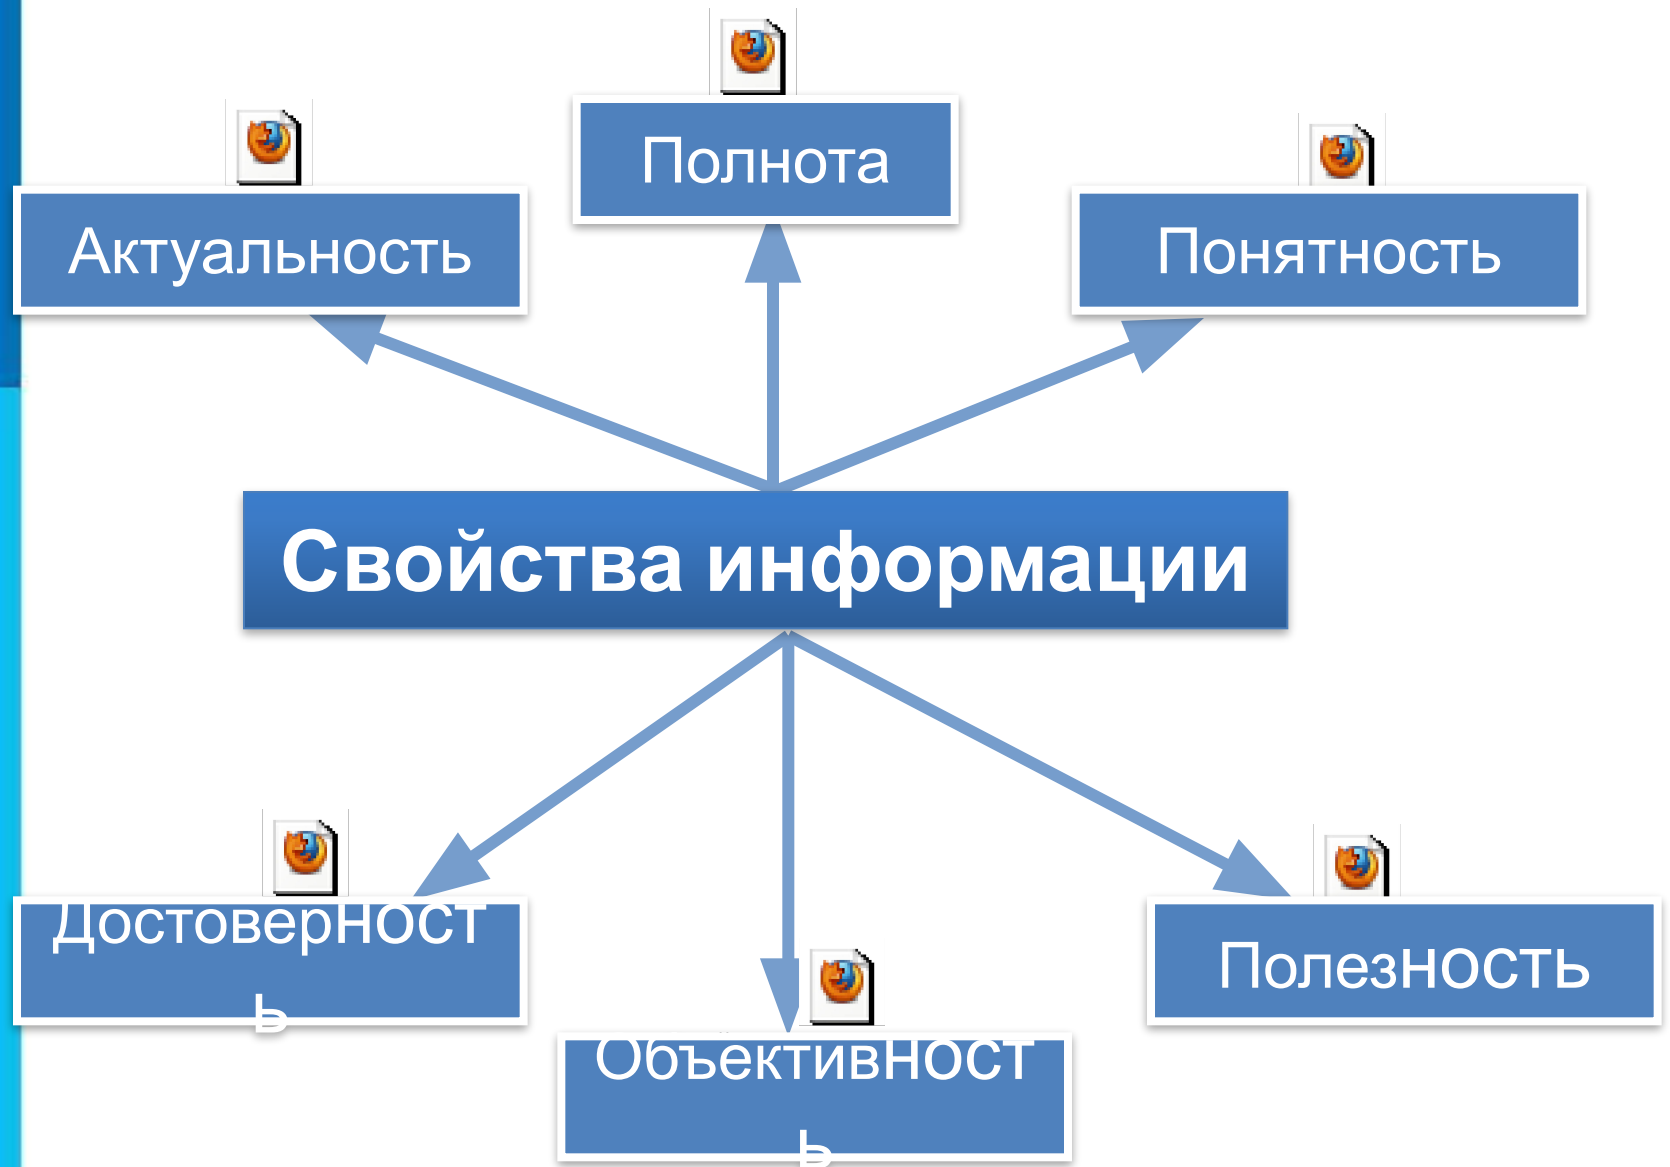 Полнота
Актуальность
Понятность
Свойства информации
Достоверност
ь
Полезность
Объективност
ь